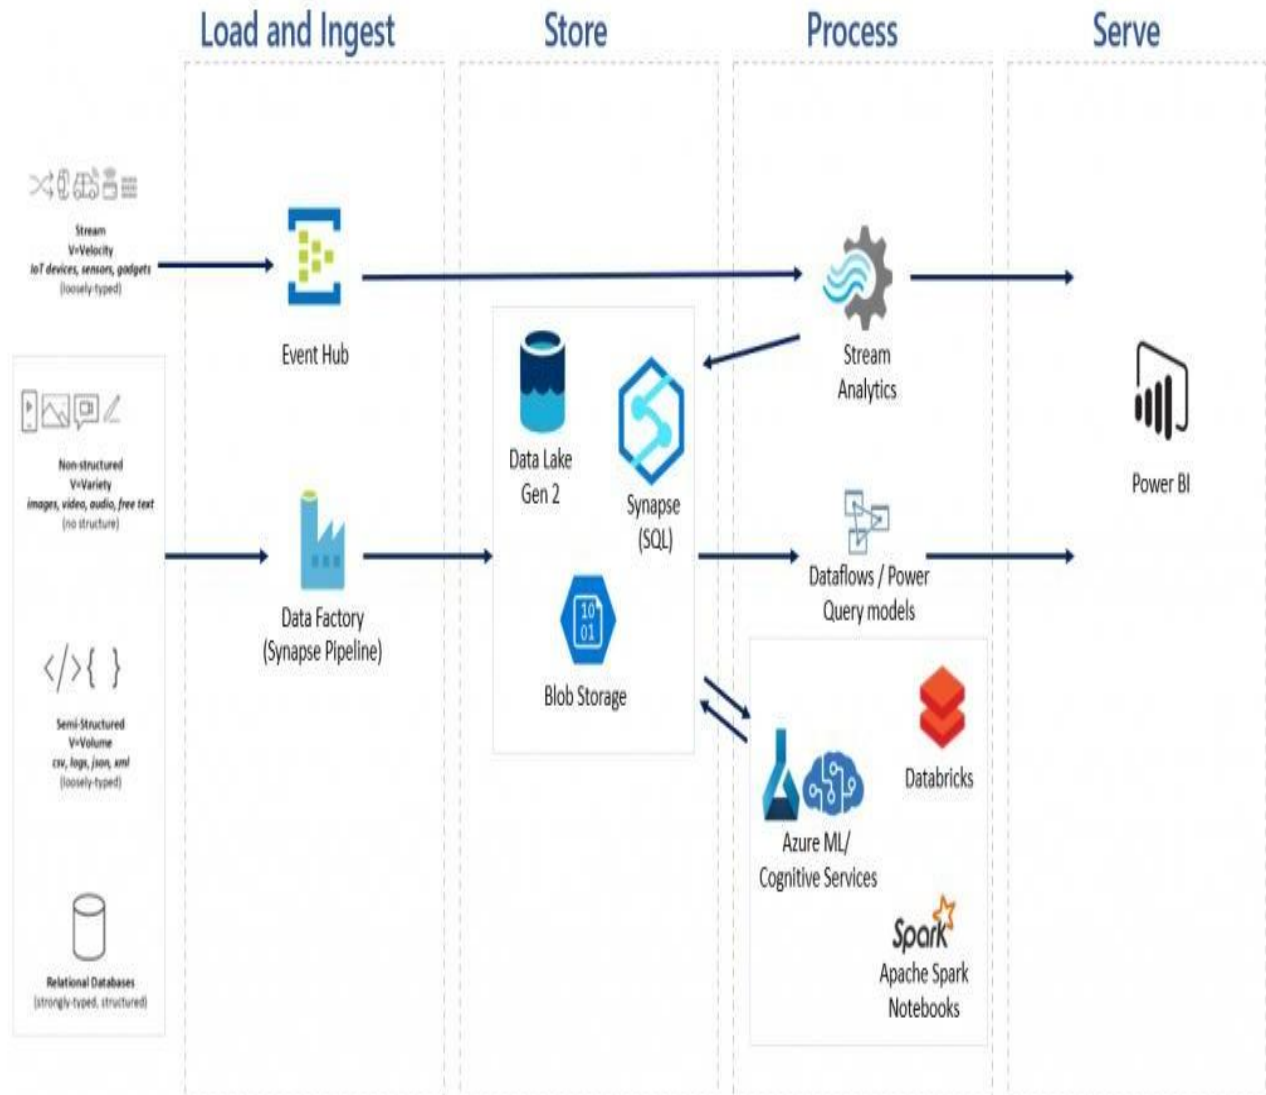 Load and Ingest
Store
Process
Serve
Stream
V=Velocity
IoT devices, sensors, gadgets
(loosely-typed)
Event Hub
Stream
Analytics
Non-structured
V=Variety
images, video, audio, free text
(no structure)
Data Factory
(Synapse Pipeline)
Data Lake
Gen 2
Synapse
(SQL)
10
01
Blob Storage
Dataflows / Power
Query models
Power BI
</>{ }
Semi-Structured
V=Volume
csv, logs, json, xml
(loosely-typed)
Databricks
Azure ML/
Cognitive Services
Relational Databases
(strongly-typed, structured)
Spark
Apache Spark
Notebooks